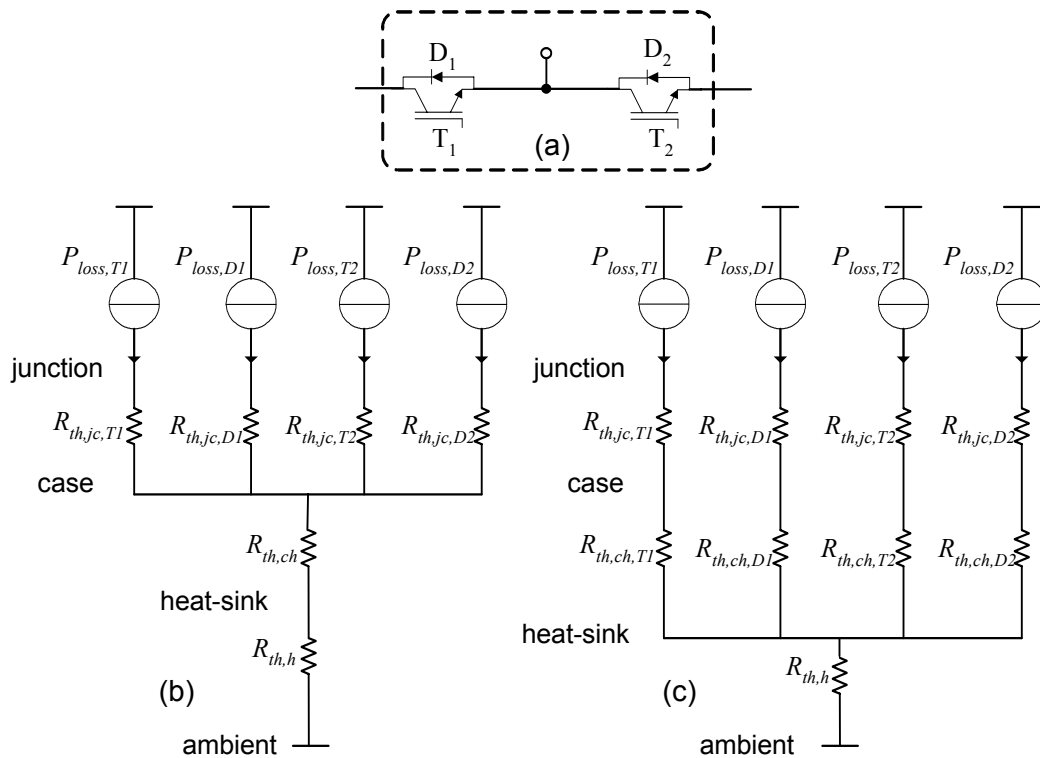 D1 D2
T1 T2
(a)
Ploss,T1 Ploss,D1 Ploss,T2 Ploss,D2
junction
Rth,jc,T1 Rth,jc,D1 Rth,jc,T2 Rth,jc,D2
case
Rth,ch
heat-sink
Rth,h
(b)
ambient
Ploss,T1 Ploss,D1 Ploss,T2 Ploss,D2
junction
Rth,jc,T1 Rth,jc,D1 Rth,jc,T2 Rth,jc,D2
case
Rth,ch,T1 Rth,ch,D1 Rth,ch,T2 Rth,ch,D2
heat-sink
Rth,h
(c)
ambient